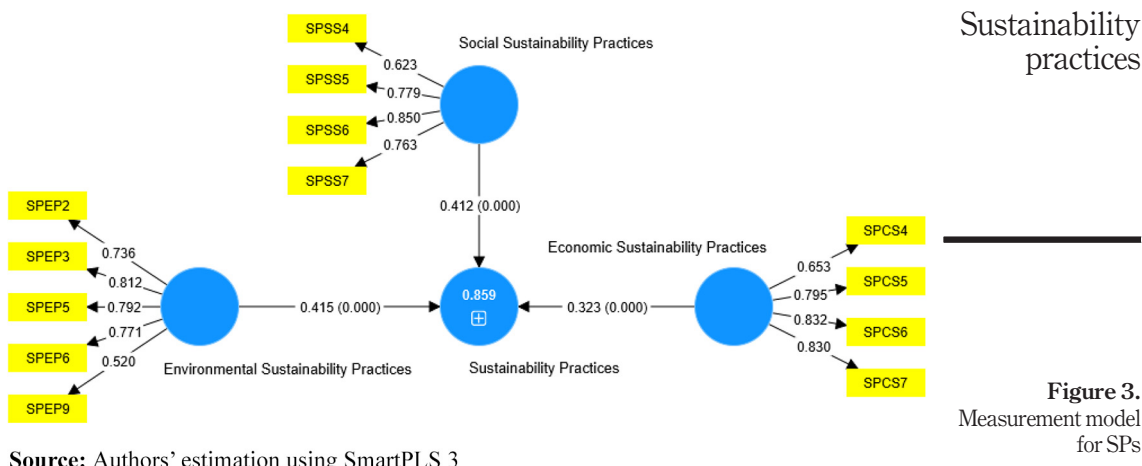 Sustainability
practices
SPSS4
Social Sustainability Practices
0.623
SPSS5
0.779
0.850
SPSS6
0.763
SPSS7
0.412 (0.000)
SPEP2
0.736
SPEP3
0.812
SPEP5
0.792
0.771
SPEP6
0.520
SPEP9
Environmental Sustainability Practices
0.415 (0.000)
0.859
Sustainability Practices
0.323 (0.000)
Economic Sustainability Practices
SPCS4
0.653
SPCS5
0.795
0.832
SPCS6
0.830
SPCS7
Figure 3.
Measurement model
for SPs
Source: Authors' estimation using SmartPLS 3